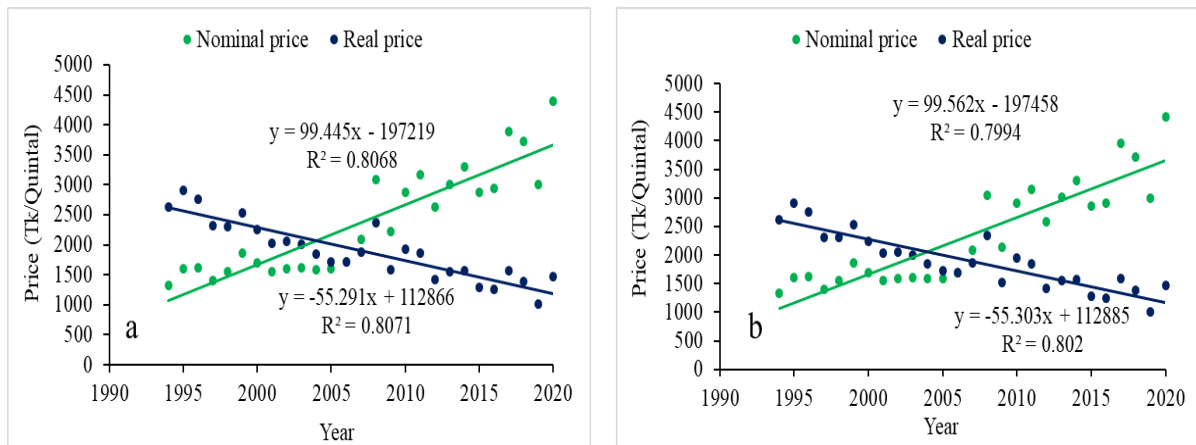 Nominal price Real price
5000
4500
4000
3500
3000
2500
2000
1500
1000
500
0
Price (Tk/Quintal)
y = 99.445x - 197219
R² = 0.8068
y = -55.291x + 112866
R² = 0.8071
a
1990 1995 2000 2005 2010 2015 2020
Year
Nominal price Real price
5000
4500
4000
3500
3000
2500
2000
1500
1000
500
0
Price (Tk/Quintal)
y = 99.562x - 197458
R² = 0.7994
y = -55.303x + 112885
R² = 0.802
b
1990 1995 2000 2005 2010 2015 2020
Year